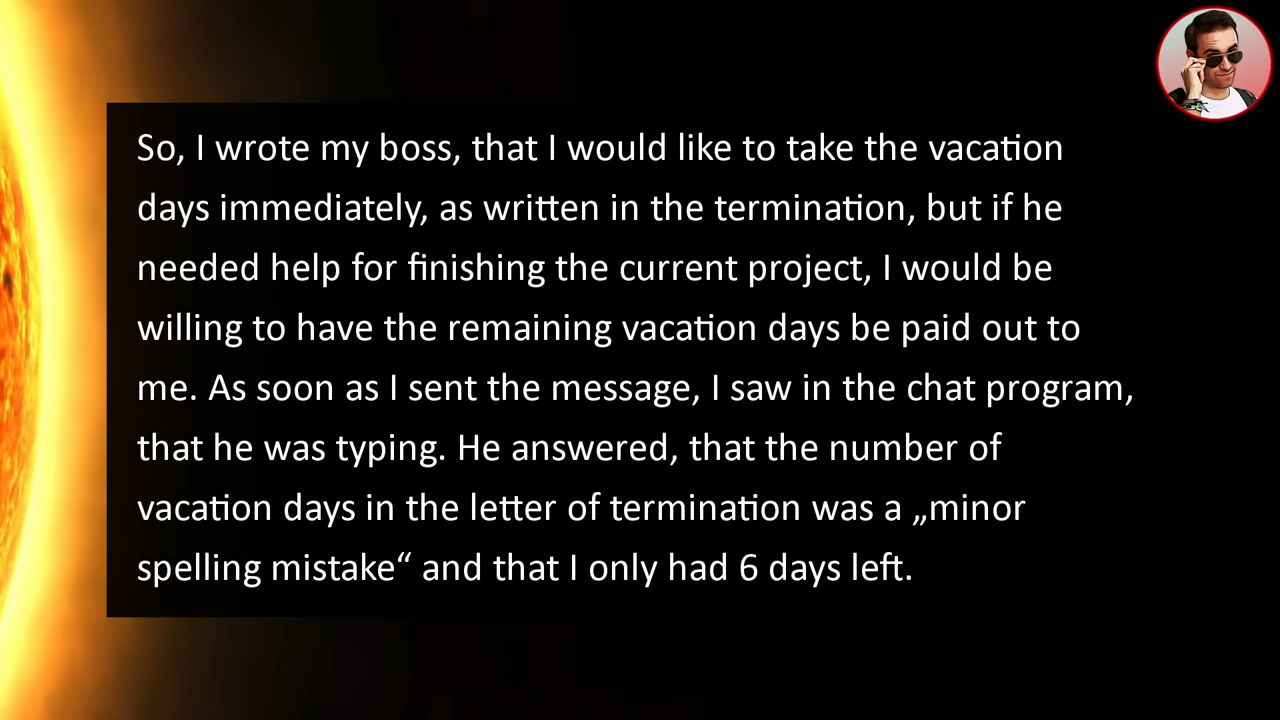 So, I wrote my boss, that I would like to take the vacation
days immediately, as written in the termination, but if he
needed help for finishing the current project, I would be
willing to have the remaining vacation days be paid out to
me. As soon as I sent the message, I saw in the chat program,
that he was typing. He answered, that the number of
vacation days in the letter of termination was a „minor
spelling mistake“ and that I only had 6 days left.